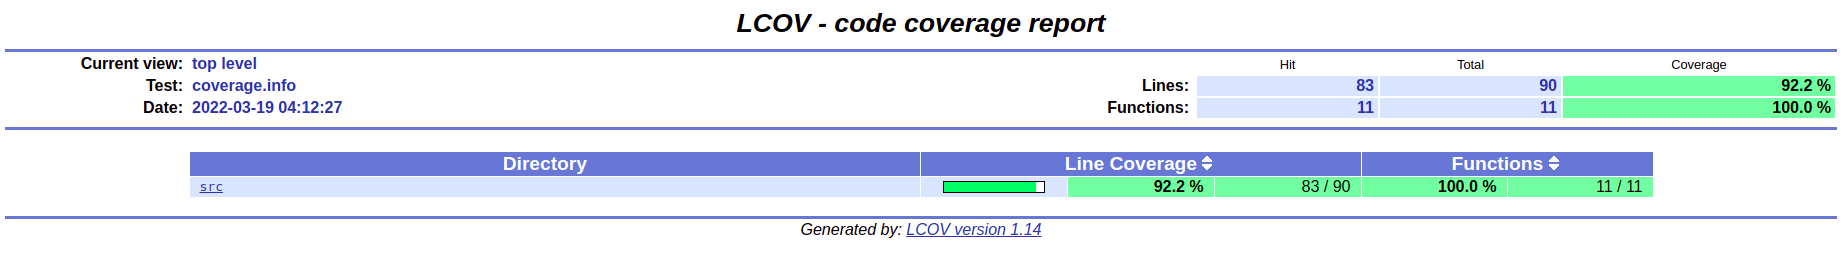 LCOV - code coverage report
Current view: top level Hit Total Coverage
Test: coverage.info Lines: 83 90 92.2 %
Date: 2022-03-19 04:12:27 Functions: 11 11 100.0 %
Directory Line Coverage Functions
src 92.2 % 83 / 90 100.0 % 11 / 11
Generated by: LCOV version 1.14